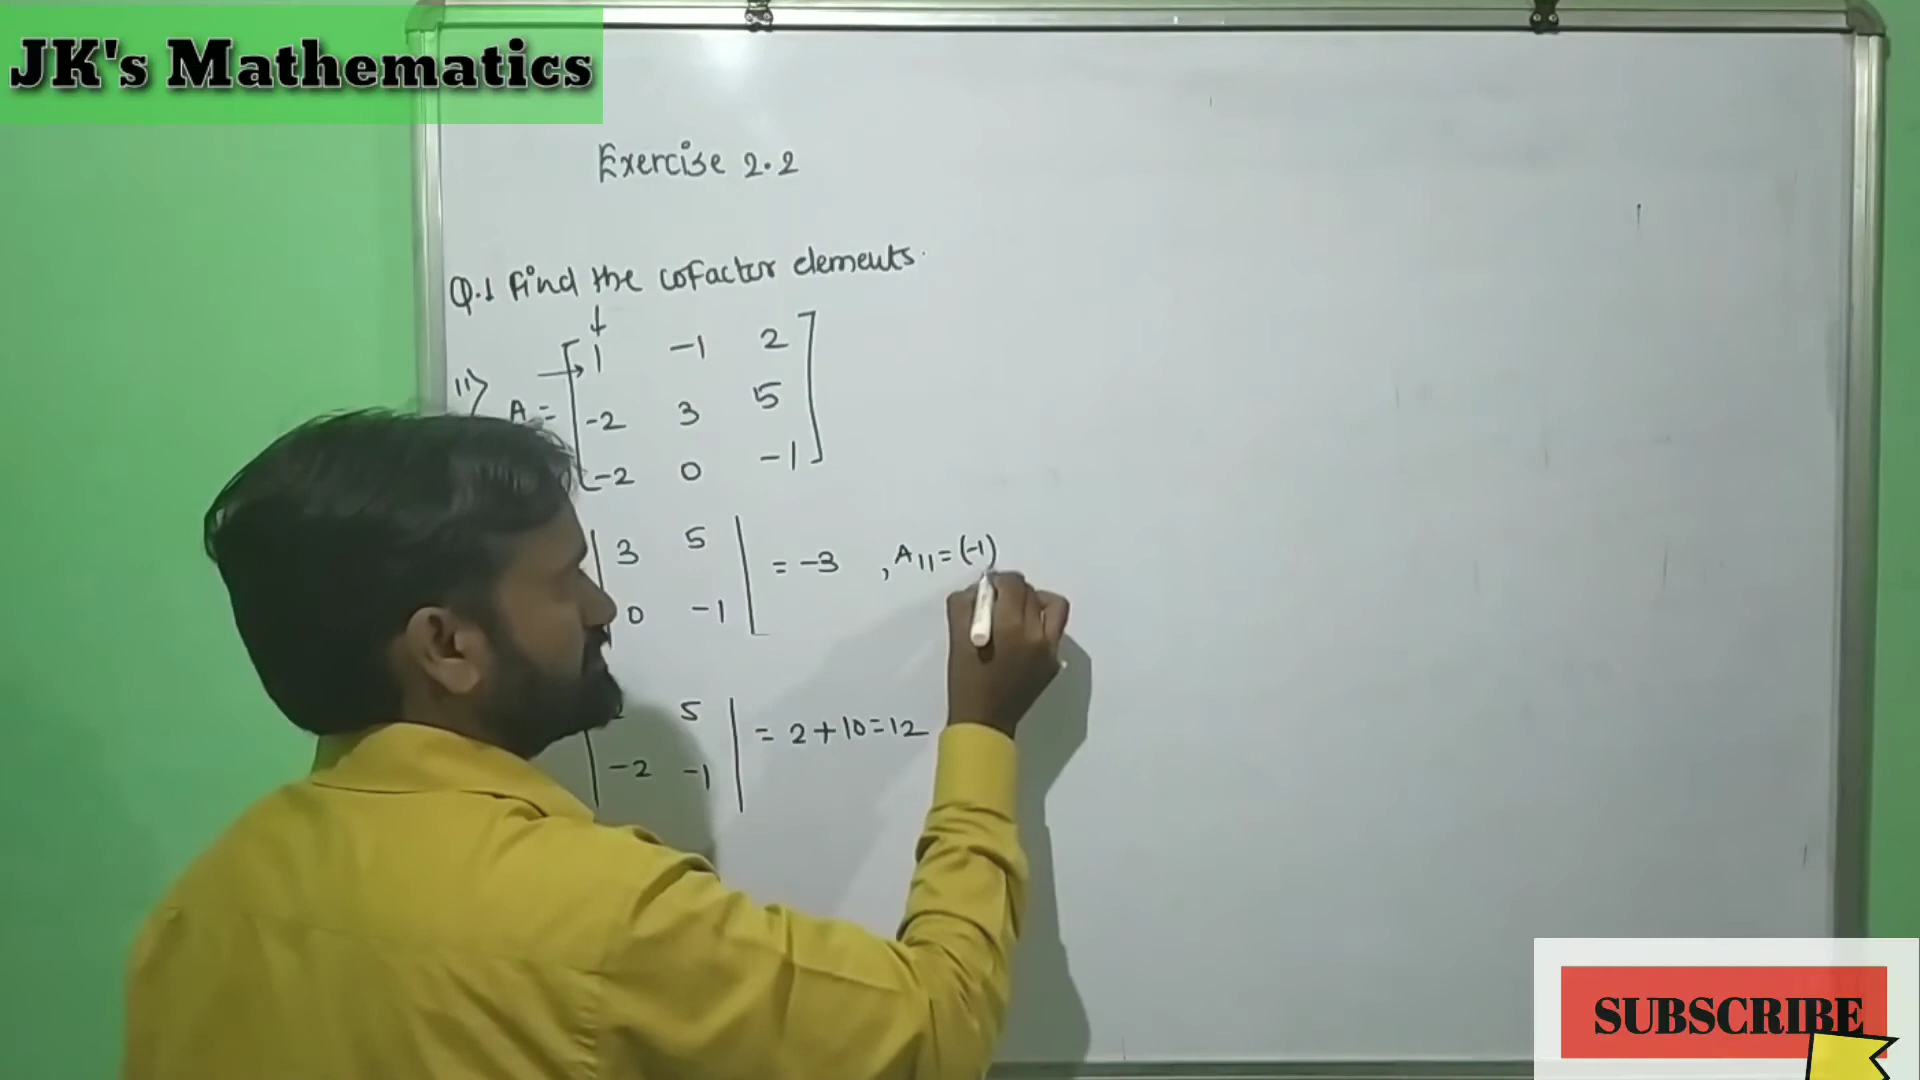 JK's Mathematics
Exercise 2.2
Q.1 Find the cofactor elements.
1 -1 2
11) A = -2 3 5
-2 0 -1
3 5 = -3 , A11 = (-1)
0 -1
5 = 2+10=12
-2 -1
SUBSCRIBE